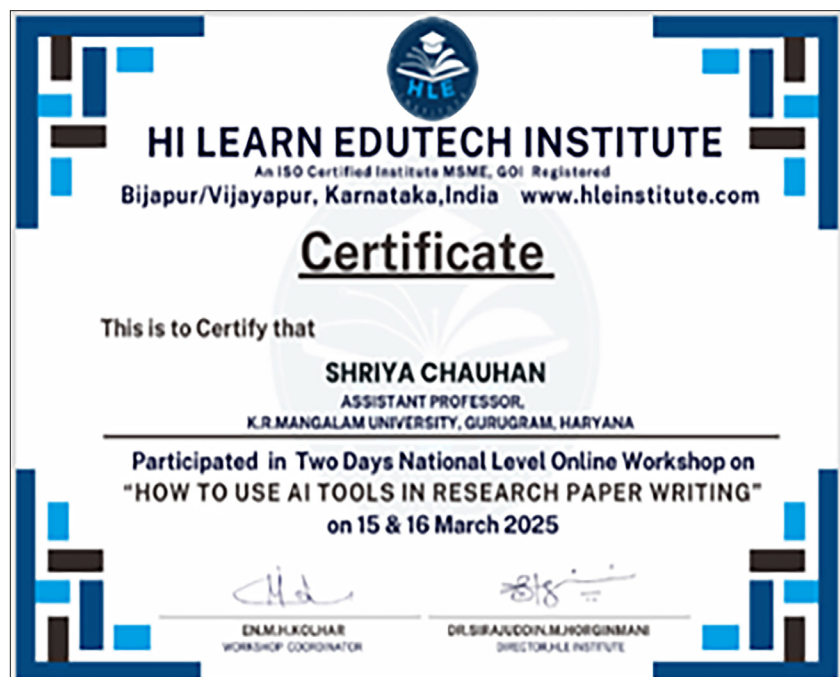 HLE
INSTITUTE
HI LEARN EDUTECH INSTITUTE
An ISO Certified Institute MSME, GOI Registered
Bijapur/Vijayapur, Karnataka,India www.hleinstitute.com
Certificate
This is to Certify that
SHRIYA CHAUHAN
ASSISTANT PROFESSOR,
K.R.MANGALAM UNIVERSITY, GURUGRAM, HARYANA
Participated in Two Days National Level Online Workshop on
“HOW TO USE AI TOOLS IN RESEARCH PAPER WRITING”
on 15 & 16 March 2025
EN.M.H.KOLHAR DR.SIRAJUDDIN.M.HORGINMANI
WORKSHOP COORDINATOR DIRECTOR,HLE INSTITUTE